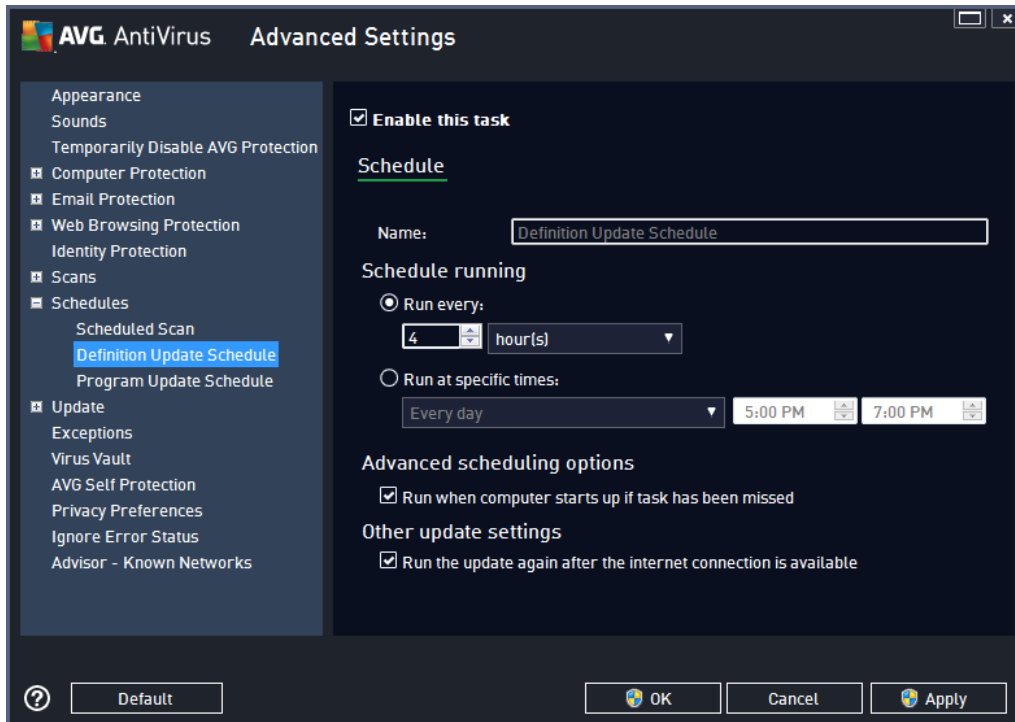 AVG AntiVirus Advanced Settings
Appearance
Sounds
Temporarily Disable AVG Protection
Computer Protection
Email Protection
Web Browsing Protection
Identity Protection
Scans
Schedules
Scheduled Scan
Definition Update Schedule
Program Update Schedule
Update
Exceptions
Virus Vault
AVG Self Protection
Privacy Preferences
Ignore Error Status
Advisor - Known Networks
Enable this task
Schedule
Name: Definition Update Schedule
Schedule running
Run every:
4 hour(s)
Run at specific times:
Every day 5:00 PM 7:00 PM
Advanced scheduling options
Run when computer starts up if task has been missed
Other update settings
Run the update again after the internet connection is available
? Default OK Cancel Apply